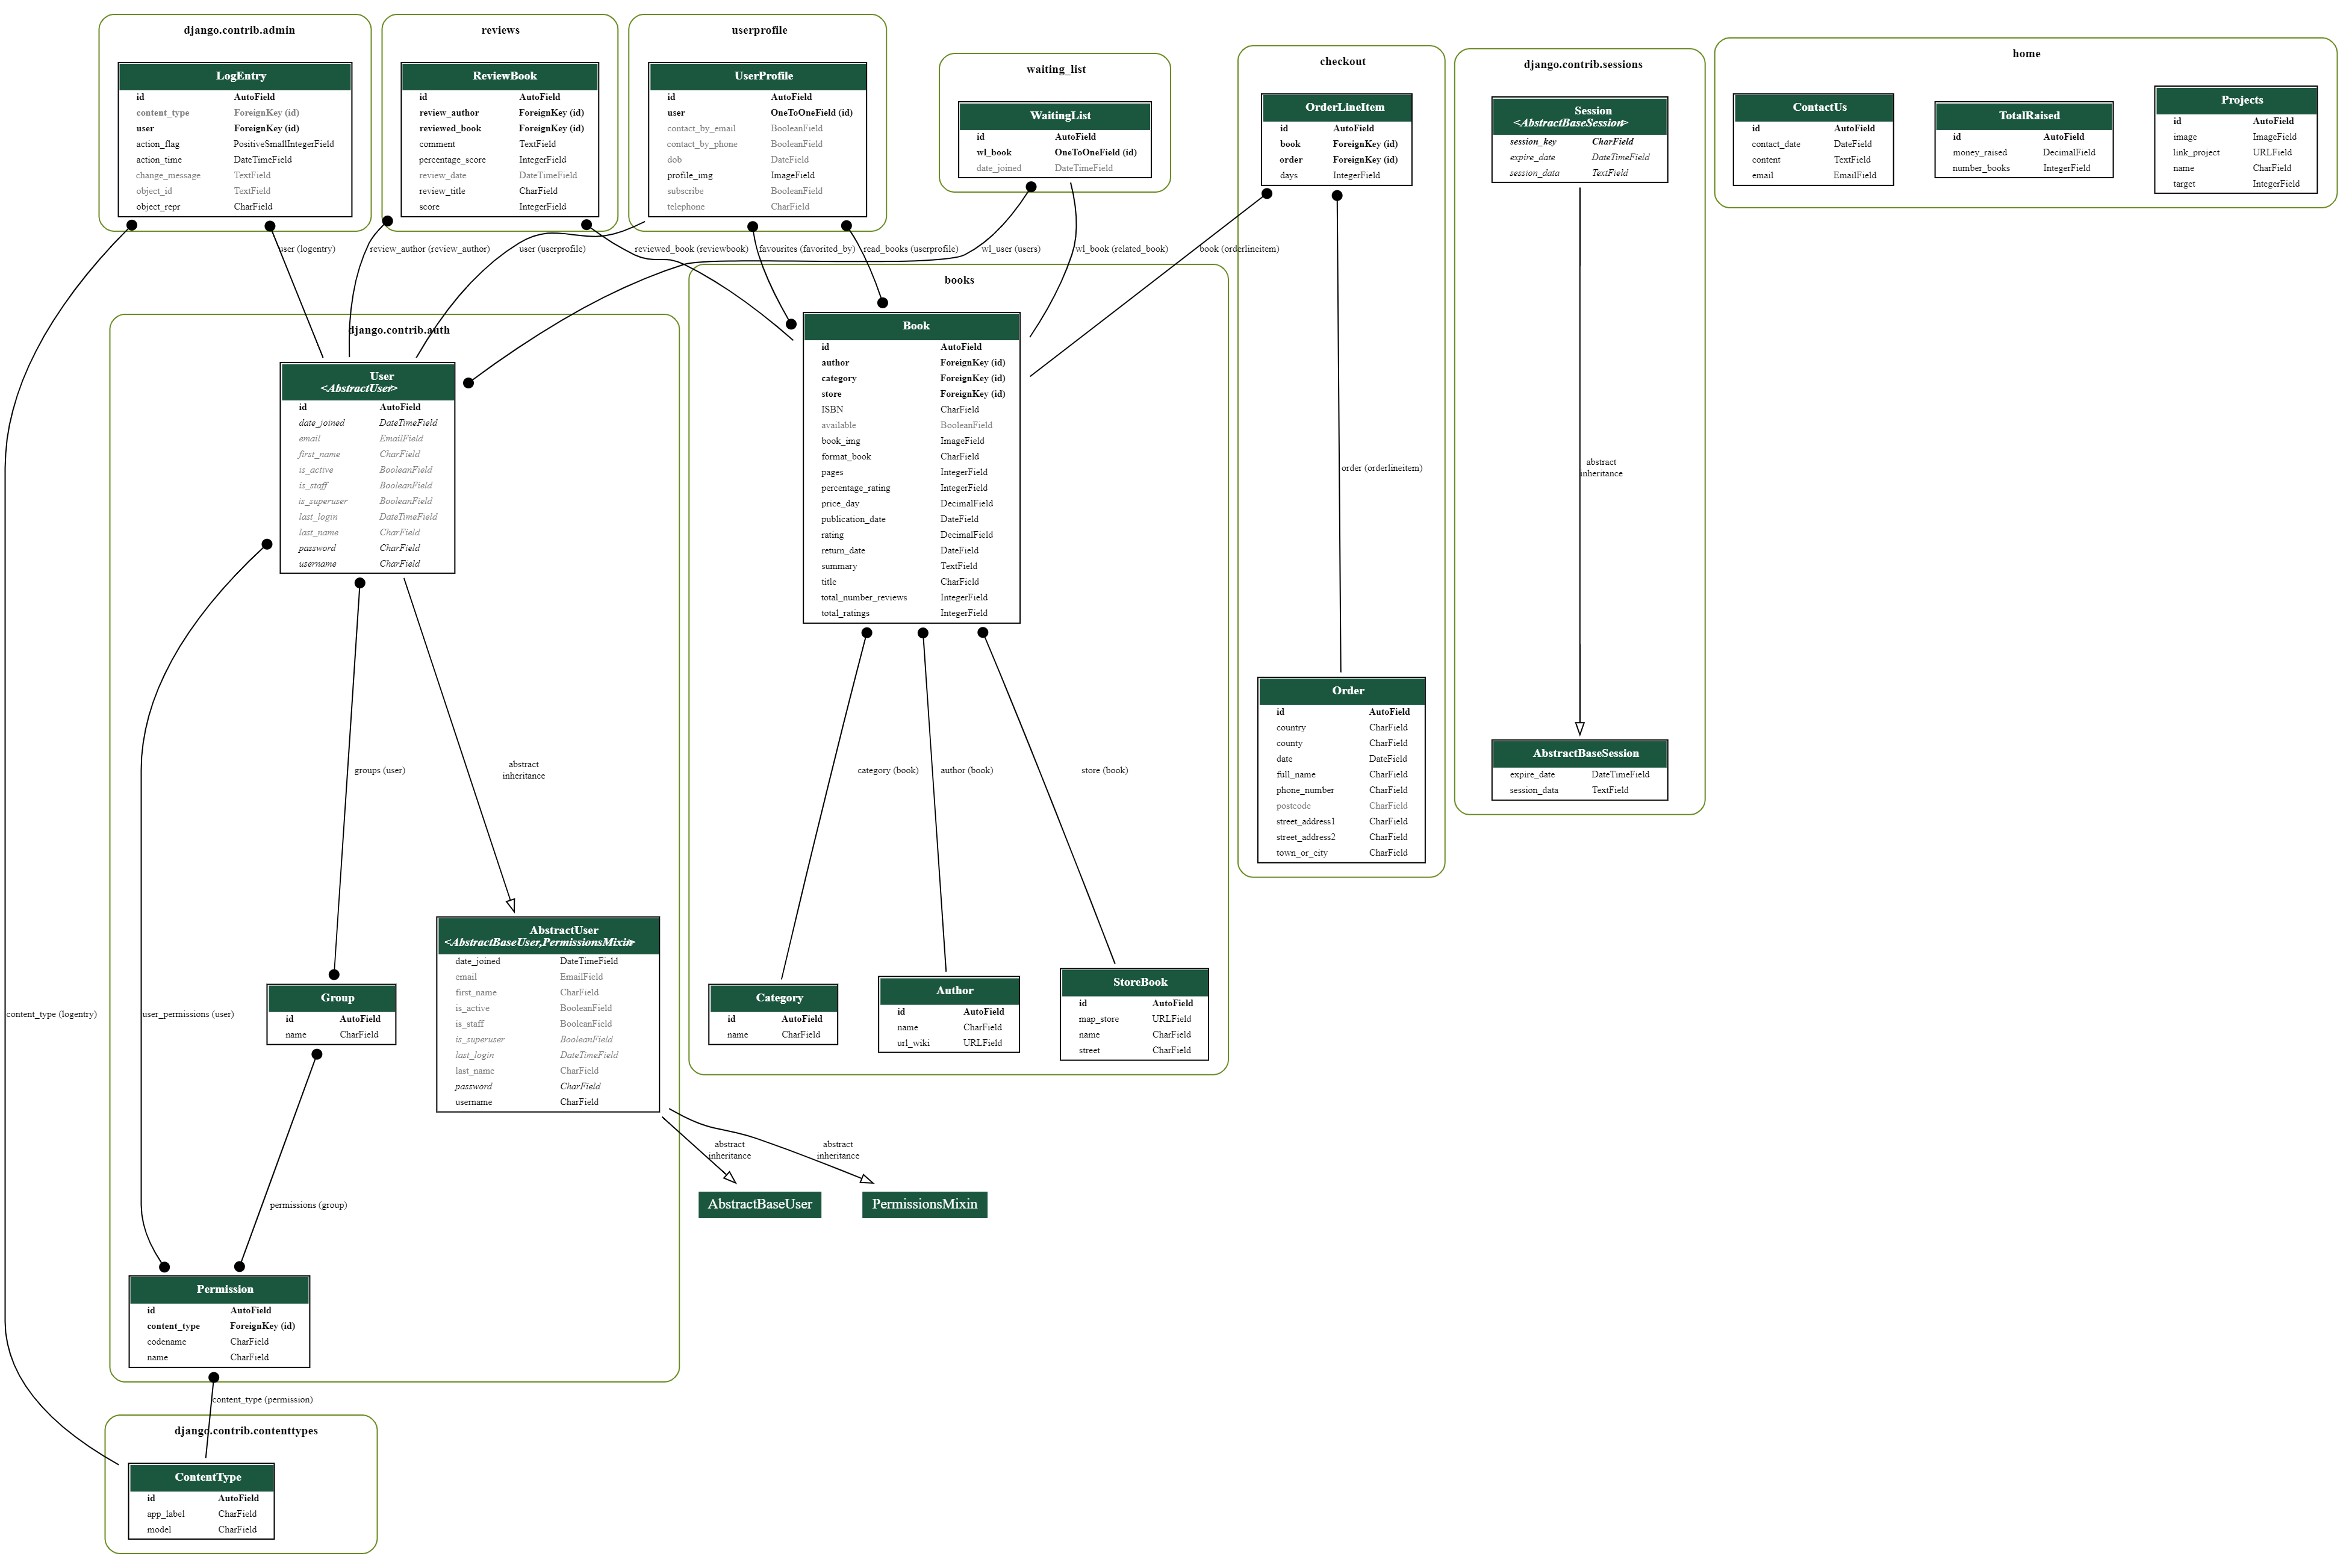 django.contrib.admin
LogEntry
id AutoField
content_type ForeignKey (id)
user ForeignKey (id)
action_flag PositiveSmallIntegerField
action_time DateTimeField
change_message TextField
object_id TextField
object_repr CharField
reviews
ReviewBook
id AutoField
review_author ForeignKey (id)
reviewed_book ForeignKey (id)
comment TextField
percentage_score IntegerField
review_date DateTimeField
review_title CharField
score IntegerField
userprofile
UserProfile
id AutoField
user OneToOneField (id)
contact_by_email BooleanField
contact_by_phone BooleanField
dob DateField
profile_img ImageField
subscribe BooleanField
telephone CharField
waiting_list
WaitingList
id AutoField
wl_book OneToOneField (id)
date_joined DateTimeField
checkout
OrderLineItem
id AutoField
book ForeignKey (id)
order ForeignKey (id)
days IntegerField
django.contrib.sessions
Session
<AbstractBaseSession>
session_key CharField
expire_date DateTimeField
session_data TextField
home
ContactUs
id AutoField
contact_date DateField
content TextField
email EmailField
TotalRaised
id AutoField
money_raised DecimalField
number_books IntegerField
Projects
id AutoField
image ImageField
link_project URLField
name CharField
target IntegerField
user (logentry)
review_author (review_author)
user (userprofile)
reviewed_book (reviewbook)
favourites (favorited_by)
read_books (userprofile)
wl_user (users)
wl_book (related_book)
book (orderlineitem)
django.contrib.auth
User
<AbstractUser>
id AutoField
date_joined DateTimeField
email EmailField
first_name CharField
is_active BooleanField
is_staff BooleanField
is_superuser BooleanField
last_login DateTimeField
last_name CharField
password CharField
username CharField
books
Book
id AutoField
author ForeignKey (id)
category ForeignKey (id)
store ForeignKey (id)
ISBN CharField
available BooleanField
book_img ImageField
format_book CharField
pages IntegerField
percentage_rating IntegerField
price_day DecimalField
publication_date DateField
rating DecimalField
return_date DateField
summary TextField
title CharField
total_number_reviews IntegerField
total_ratings IntegerField
order (orderlineitem)
abstract
inheritance
Order
id AutoField
country CharField
county CharField
date DateField
full_name CharField
phone_number CharField
postcode CharField
street_address1 CharField
street_address2 CharField
town_or_city CharField
AbstractBaseSession
expire_date DateTimeField
session_data TextField
groups (user)
abstract
inheritance
category (book)
author (book)
store (book)
AbstractUser
<AbstractBaseUser,PermissionsMixin>
date_joined DateTimeField
email EmailField
first_name CharField
is_active BooleanField
is_staff BooleanField
is_superuser BooleanField
last_login DateTimeField
last_name CharField
password CharField
username CharField
content_type (logentry)
user_permissions (user)
Group
id AutoField
name CharField
Category
id AutoField
name CharField
Author
id AutoField
name CharField
url_wiki URLField
StoreBook
id AutoField
map_store URLField
name CharField
street CharField
abstract
inheritance
abstract
inheritance
AbstractBaseUser
PermissionsMixin
permissions (group)
Permission
id AutoField
content_type ForeignKey (id)
codename CharField
name CharField
content_type (permission)
django.contrib.contenttypes
ContentType
id AutoField
app_label CharField
model CharField